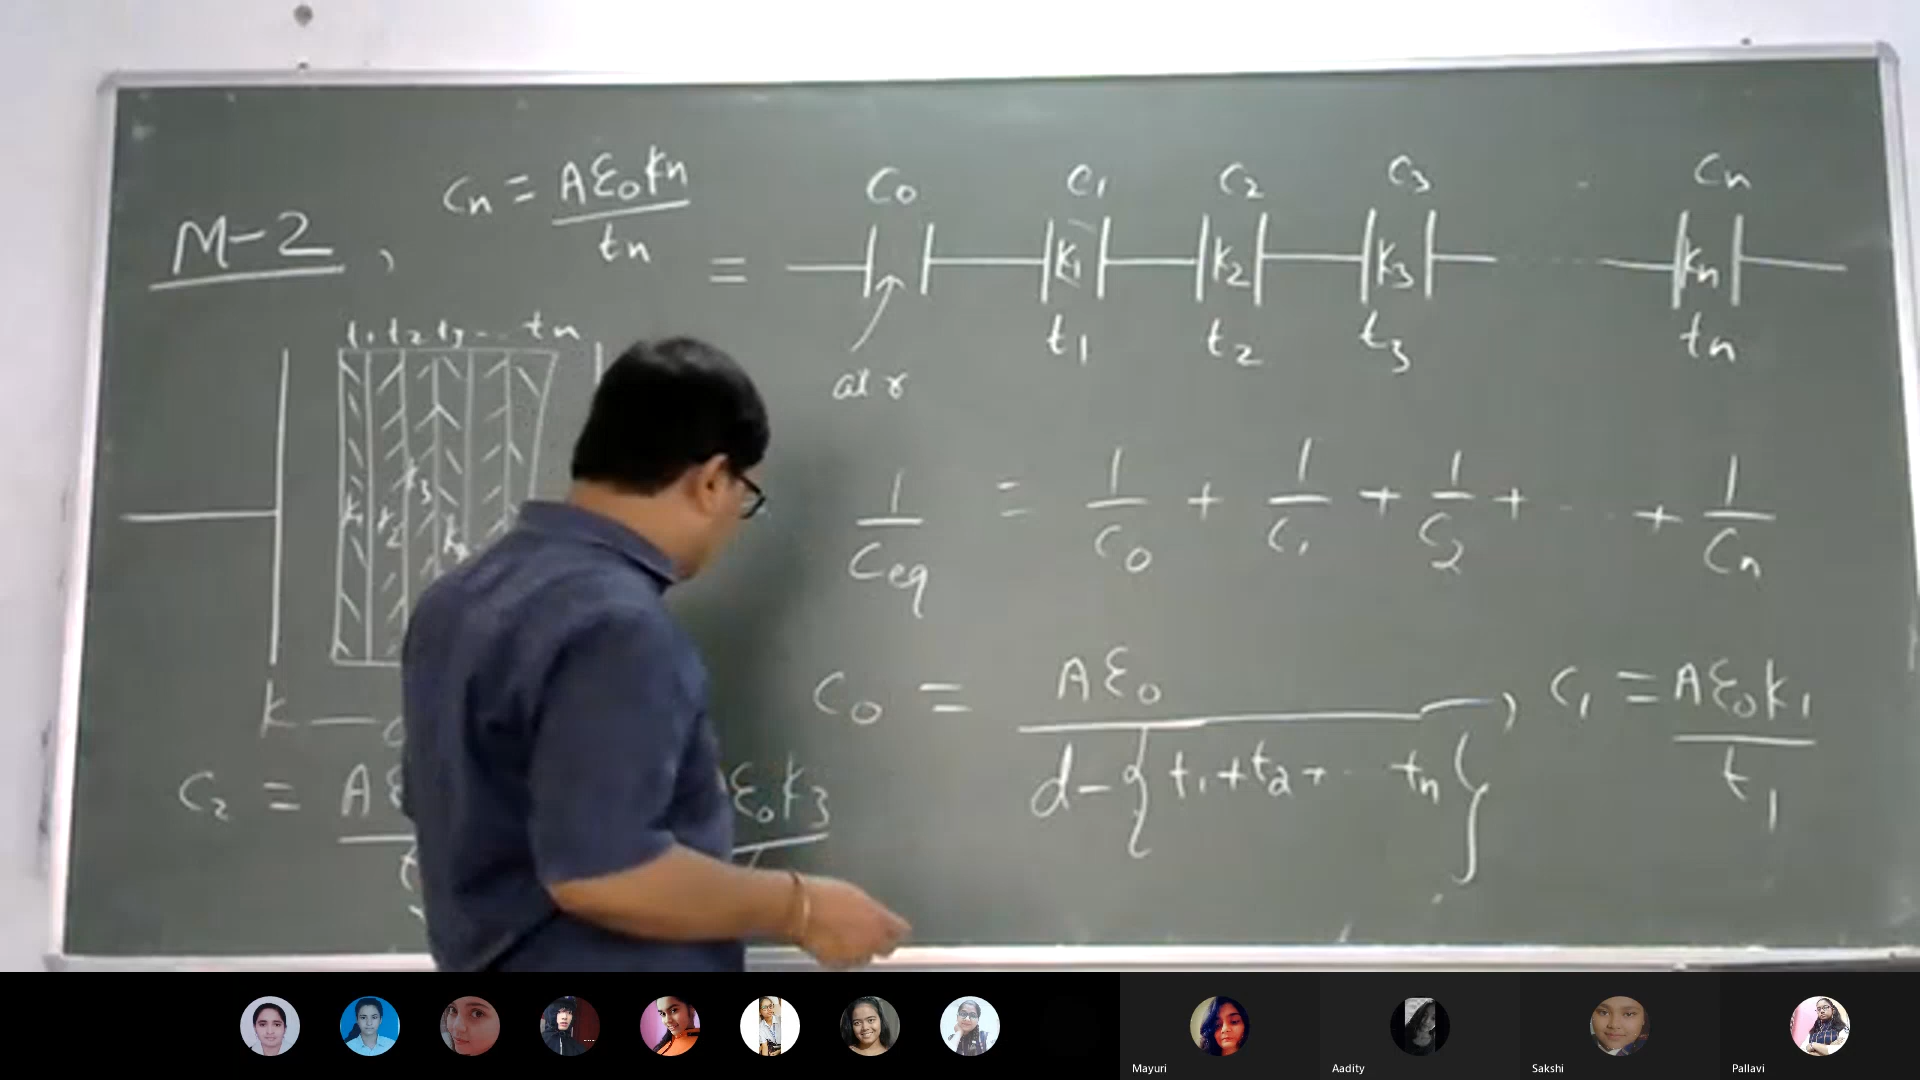 M-2, Cn = Aε0kn / tn
= C0 C1 C2 C3 ... Cn
k1 k2 k3 kn
t1 t2 t3 tn
air
t1 t2 t3 ... tn
k1 k2 k3
1/Ceq = 1/C0 + 1/C1 + 1/C2 + ... + 1/Cn
C0 = Aε0 / d-{t1+t2+ ... tn}, C1 = Aε0k1 / t1
C2 = Aε
ε0k3
Mayuri
Aadity
Sakshi
Pallavi